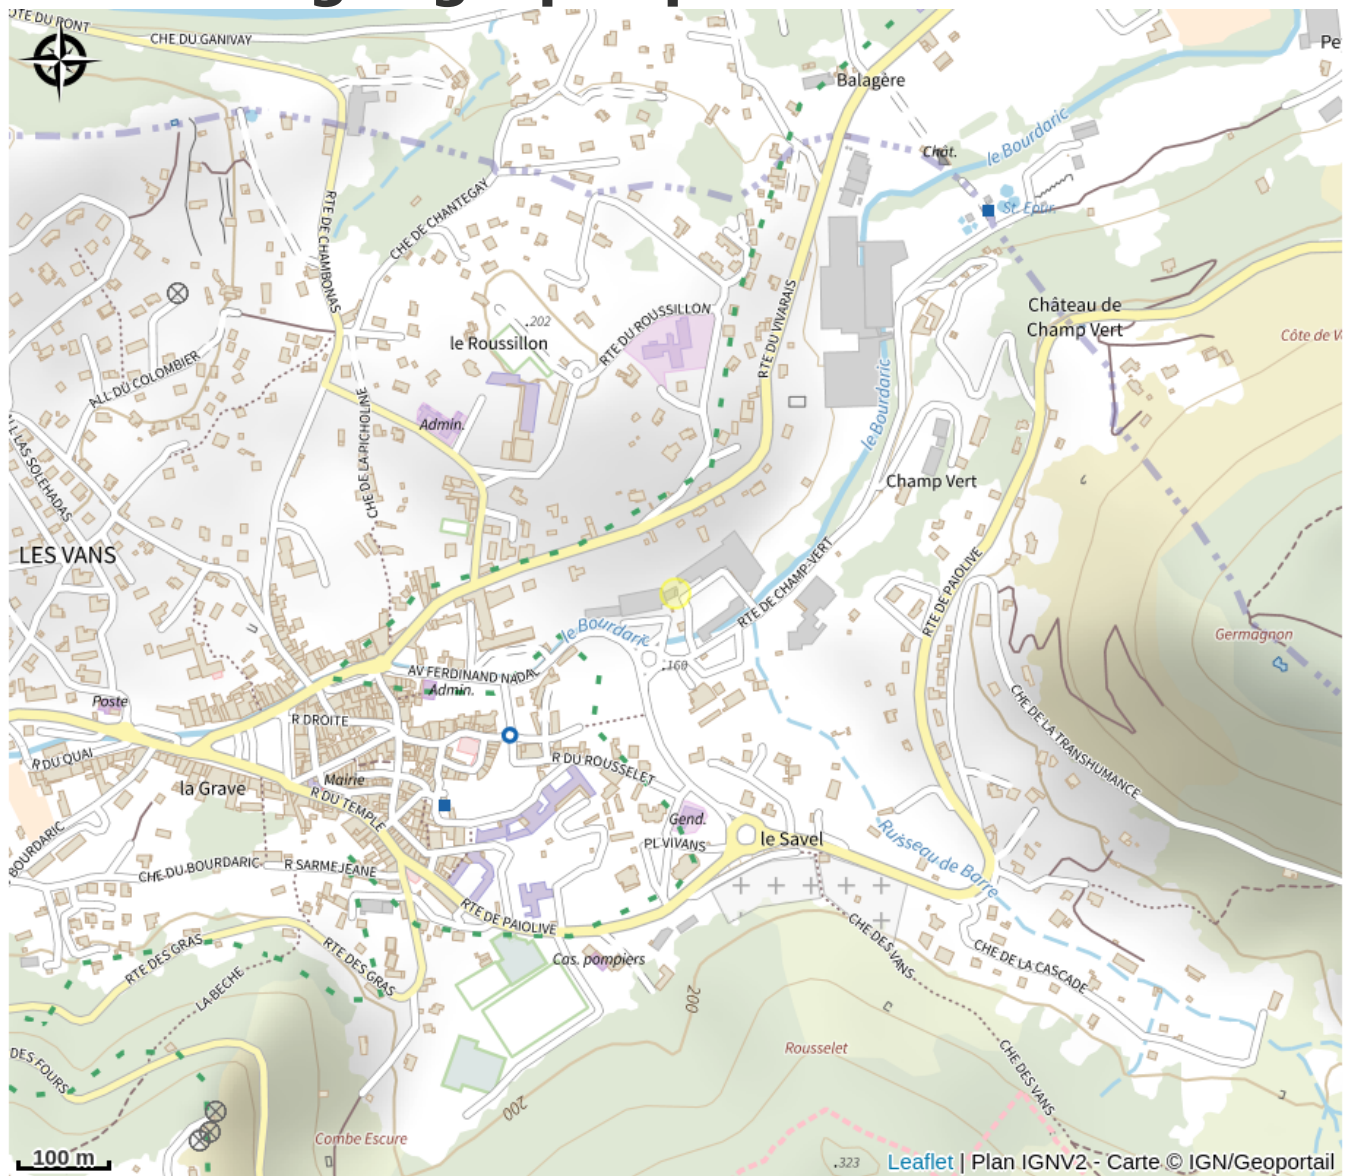 CHE DU GANIVAY
Balagère
Pe
le Bourdaric
Chât.
St. Epur.
CHE DE CHANTEGAY
RTE DE CHAMBONAS
Château de
Champ Vert
Côte de V
.202
le Roussillon
RTE DU ROUSSILLON
RTE DU VIVARAIS
ALL DU COLOMBIER
CHE DE LA PICHOLINE
Admin.
le Bourdaric
LAS SOLEHADAS
Champ Vert
LES VANS
RTE DE CHAMP-VERT
RTE DE PAIOLIVE
le Bourdaric
Germagnon
.160
AV FERDINAND NADAL
Admin.
Poste
R DROITE
CHE DE LA TRANSHUMANCE
R DU QUAI
la Grave
Mairie
R DU TEMPLE
R DU ROUSSELET
Gend.
PL VIVANS
le Savel
Ruisseau de Barre
BOURDARIC
CHE DU BOURDARIC
R SARMEJEANE
RTE DE PAIOLIVE
CHE DES VANS
RTE DES GRAS
RTE DES GRAS
LA BECHE
Cas. pompiers
CHE DE LA CASCADE
200
DES FOURS
Rousselet
CHE DES VANS
200
Combe Escure
.323
100 m
Leaflet | Plan IGNV2 - Carte © IGN/Geoportail